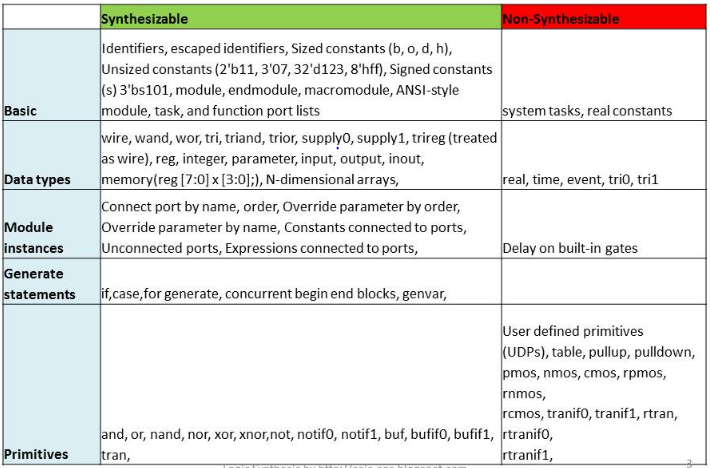 Synthesizable
Non-Synthesizable
Basic
Identifiers, escaped identifiers, Sized constants (b, o, d, h),
Unsized constants (2'b11, 3'07, 32'd123, 8'hff), Signed constants
(s) 3'bs101, module, endmodule, macromodule, ANSI-style
module, task, and function port lists
system tasks, real constants
Data types
wire, wand, wor, tri, triand, trior, supply0, supply1, trireg (treated
as wire), reg, integer, parameter, input, output, inout,
memory(reg [7:0] x [3:0];), N-dimensional arrays,
real, time, event, tri0, tri1
Module
instances
Connect port by name, order, Override parameter by order,
Override parameter by name, Constants connected to ports,
Unconnected ports, Expressions connected to ports,
Delay on built-in gates
Generate
statements
if,case,for generate, concurrent begin end blocks, genvar,
Primitives
and, or, nand, nor, xor, xnor,not, notif0, notif1, buf, bufif0, bufif1,
tran,
User defined primitives
(UDPs), table, pullup, pulldown,
pmos, nmos, cmos, rpmos,
rnmos,
rcmos, tranif0, tranif1, rtran,
rtranif0,
rtranif1,
3